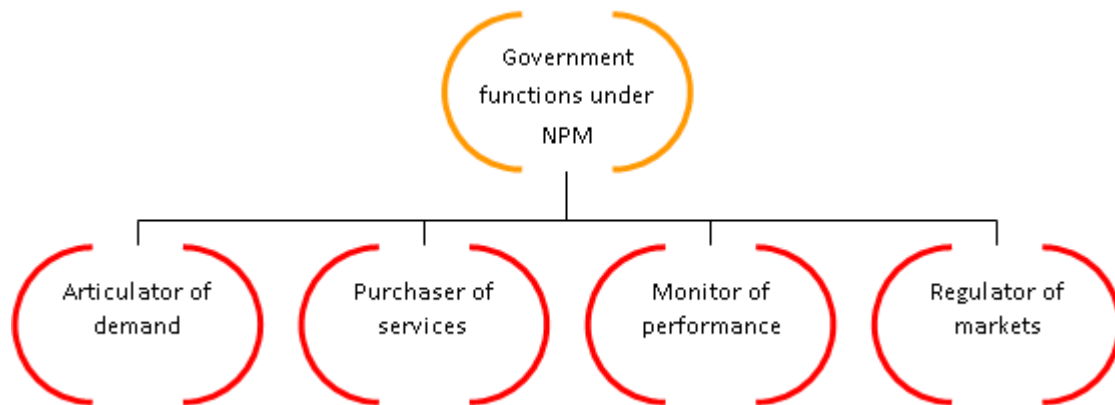 Government
functions under
NPM
Articulator of
demand
Purchaser of
services
Monitor of
performance
Regulator of
markets